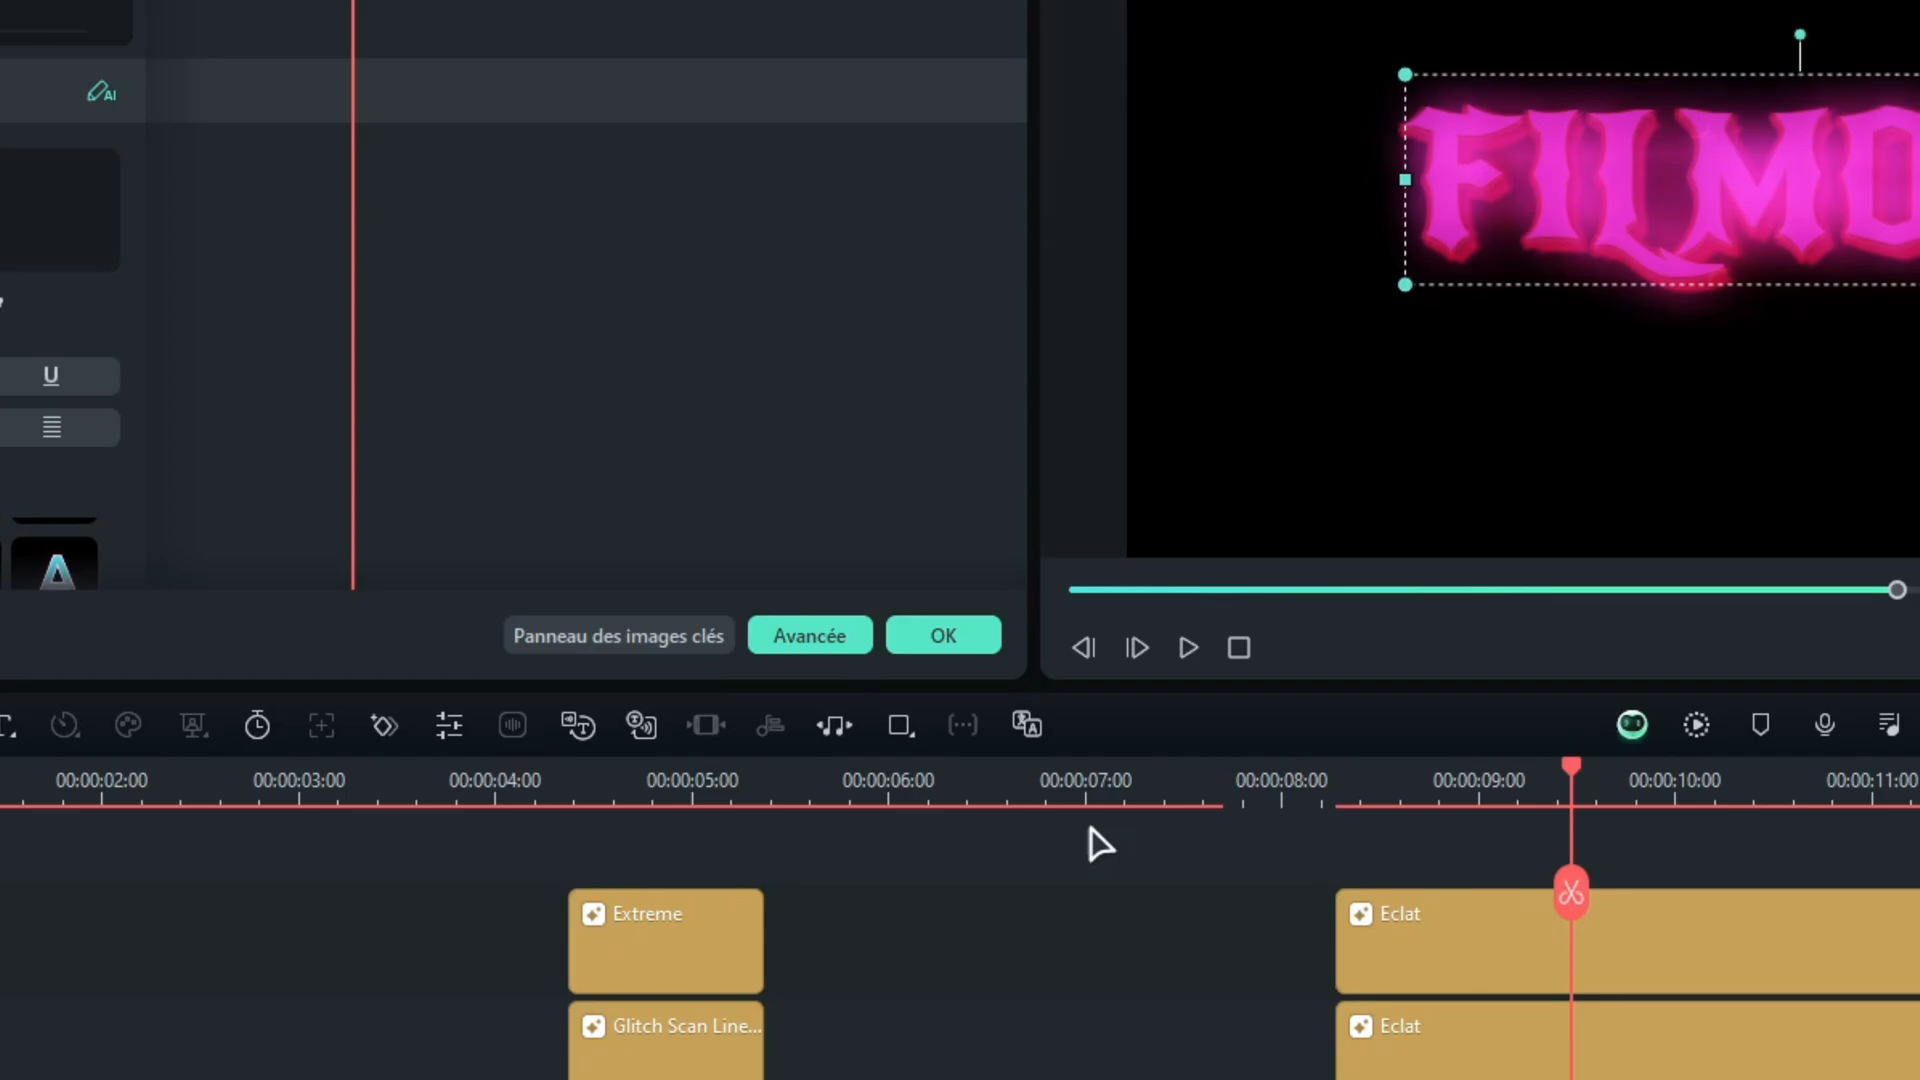 AI
FILMO
U
A
Panneau des images clés
Avancée
OK
00:00:02:00
00:00:03:00
00:00:04:00
00:00:05:00
00:00:06:00
00:00:07:00
00:00:08:00
00:00:09:00
00:00:10:00
00:00:11:00
Extreme
Eclat
Glitch Scan Line...
Eclat